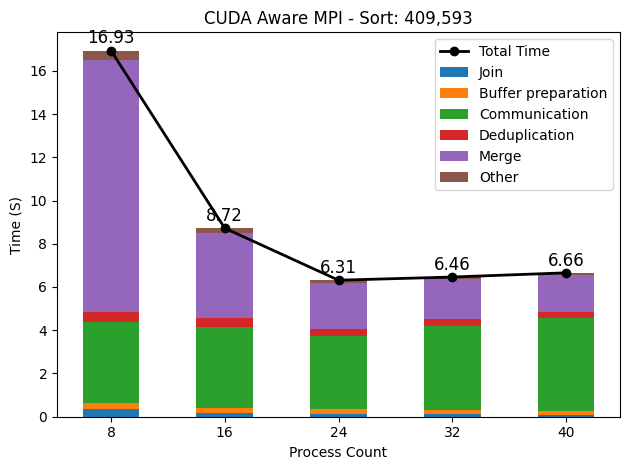 CUDA Aware MPI - Sort: 409,593
16.93
8.72
6.31
6.46
6.66
Total Time
Join
Buffer preparation
Communication
Deduplication
Merge
Other
Time (S)
16
14
12
10
8
6
4
2
0
8
16
24
32
40
Process Count